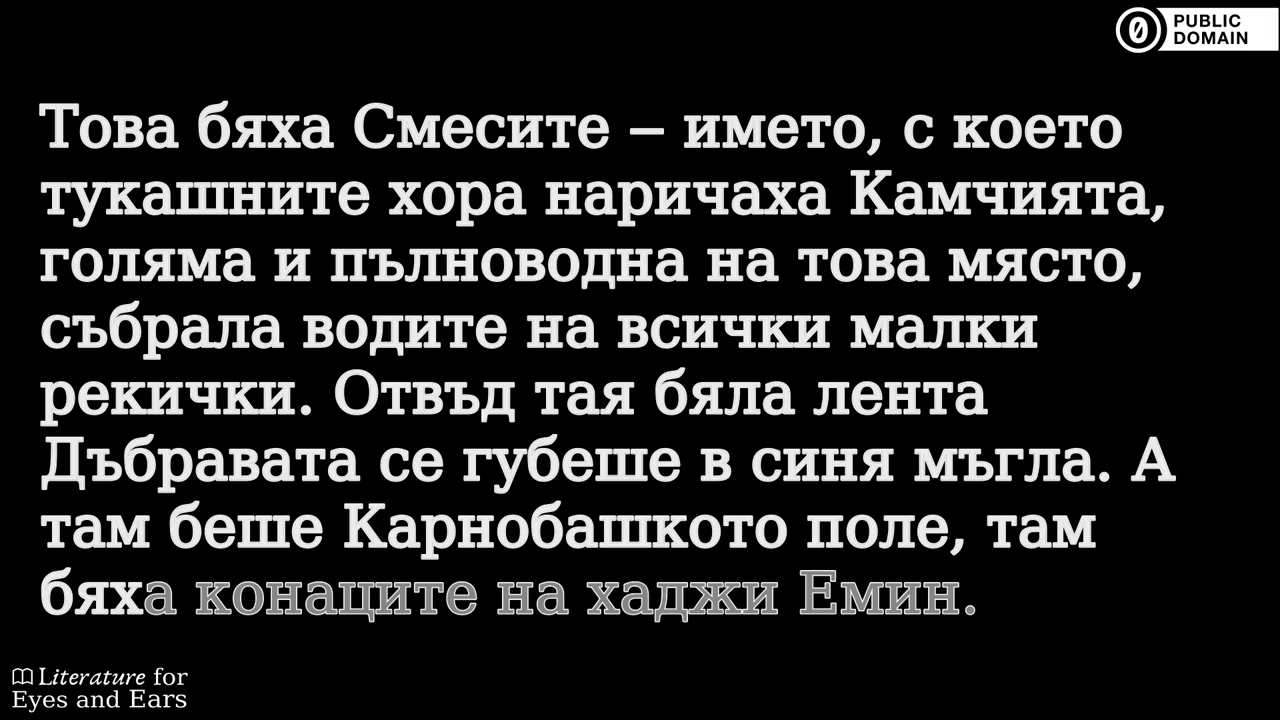 PUBLIC
DOMAIN
Това бяха Смесите – името, с което
тукашните хора наричаха Камчията,
голяма и пълноводна на това място,
събрала водите на всички малки
рекички. Отвъд тая бяла лента
Дъбравата се губеше в синя мъгла. А
там беше Карнобашкото поле, там
бяха конаците на хаджи Емин.
Literature for
Eyes and Ears